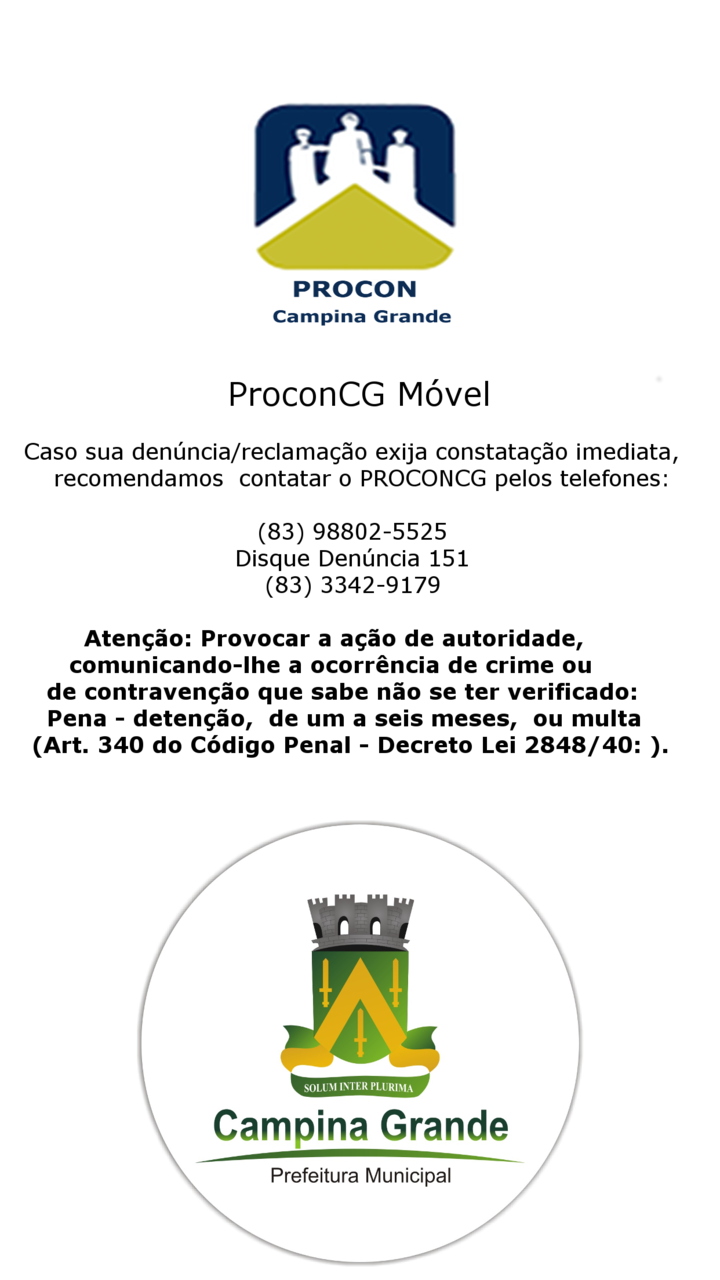 PROCON
Campina Grande
ProconCG Móvel
Caso sua denúncia/reclamação exija constatação imediata,
recomendamos contatar o PROCONCG pelos telefones:
(83) 98802-5525
Disque Denúncia 151
(83) 3342-9179
Atenção: Provocar a ação de autoridade,
comunicando-lhe a ocorrência de crime ou
de contravenção que sabe não se ter verificado:
Pena - detenção, de um a seis meses, ou multa
(Art. 340 do Código Penal - Decreto Lei 2848/40: ).
SOLUM INTER PLURIMA
Campina Grande
Prefeitura Municipal